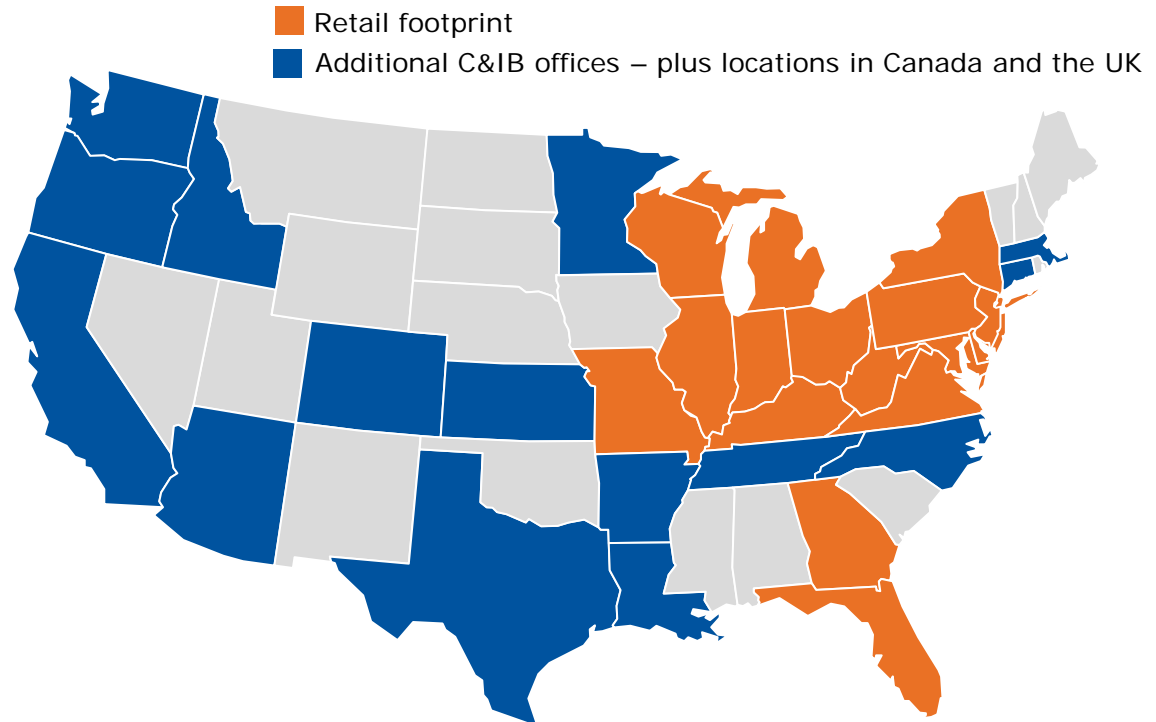 Retail footprint
Additional C&IB offices – plus locations in Canada and the UK